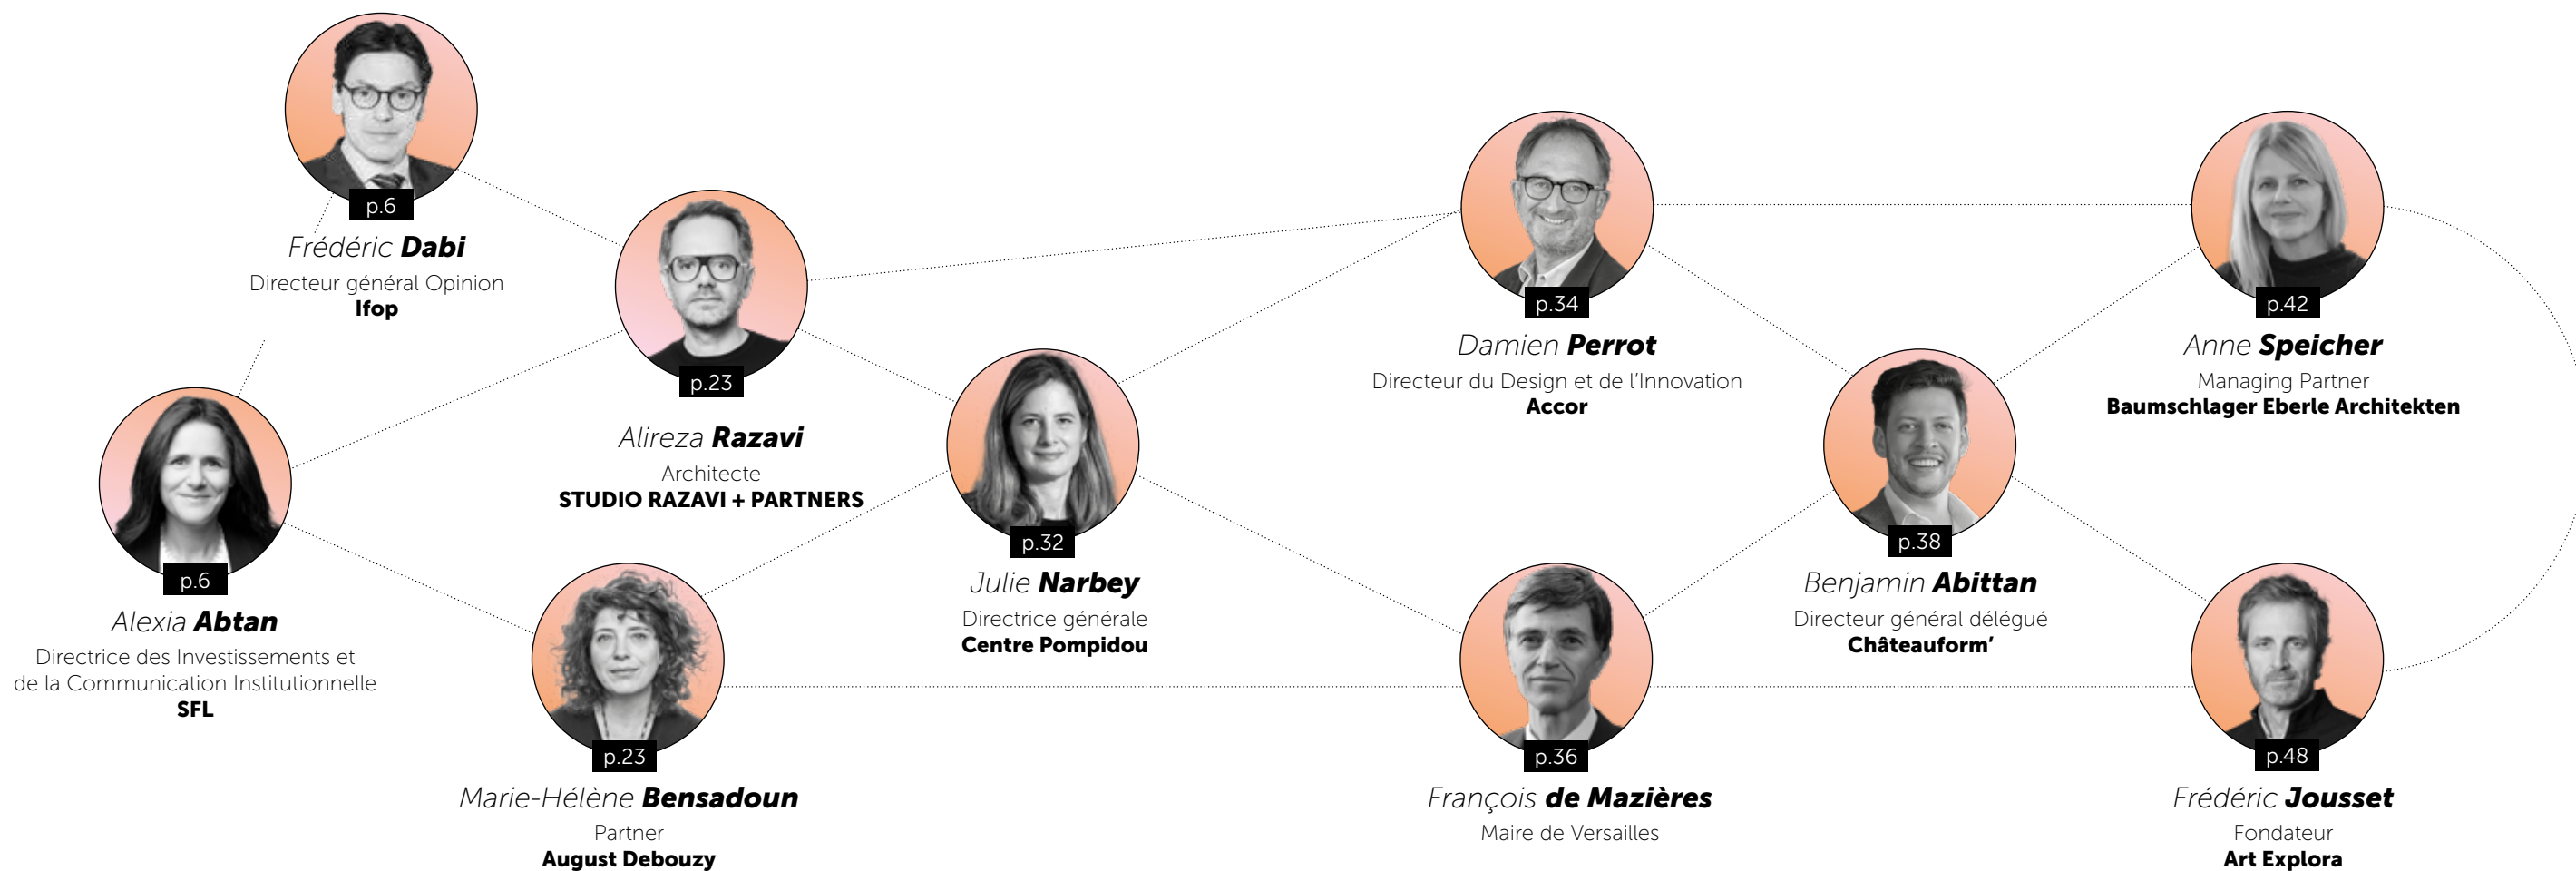 p.6
Frédéric Dabi
Directeur général Opinion
Ifop
p.6
Alexia Abtan
Directrice des Investissements et
de la Communication Institutionnelle
SFL
p.23
Alireza Razavi
Architecte
STUDIO RAZAVI + PARTNERS
p.23
Marie-Hélène Bensadoun
Partner
August Debouzy
p.32
Julie Narbey
Directrice générale
Centre Pompidou
p.34
Damien Perrot
Directeur du Design et de l’Innovation
Accor
p.36
François de Mazières
Maire de Versailles
p.38
Benjamin Abittan
Directeur général délégué
Châteauform’
p.42
Anne Speicher
Managing Partner
Baumschlager Eberle Architekten
p.48
Frédéric Jousset
Fondateur
Art Explora